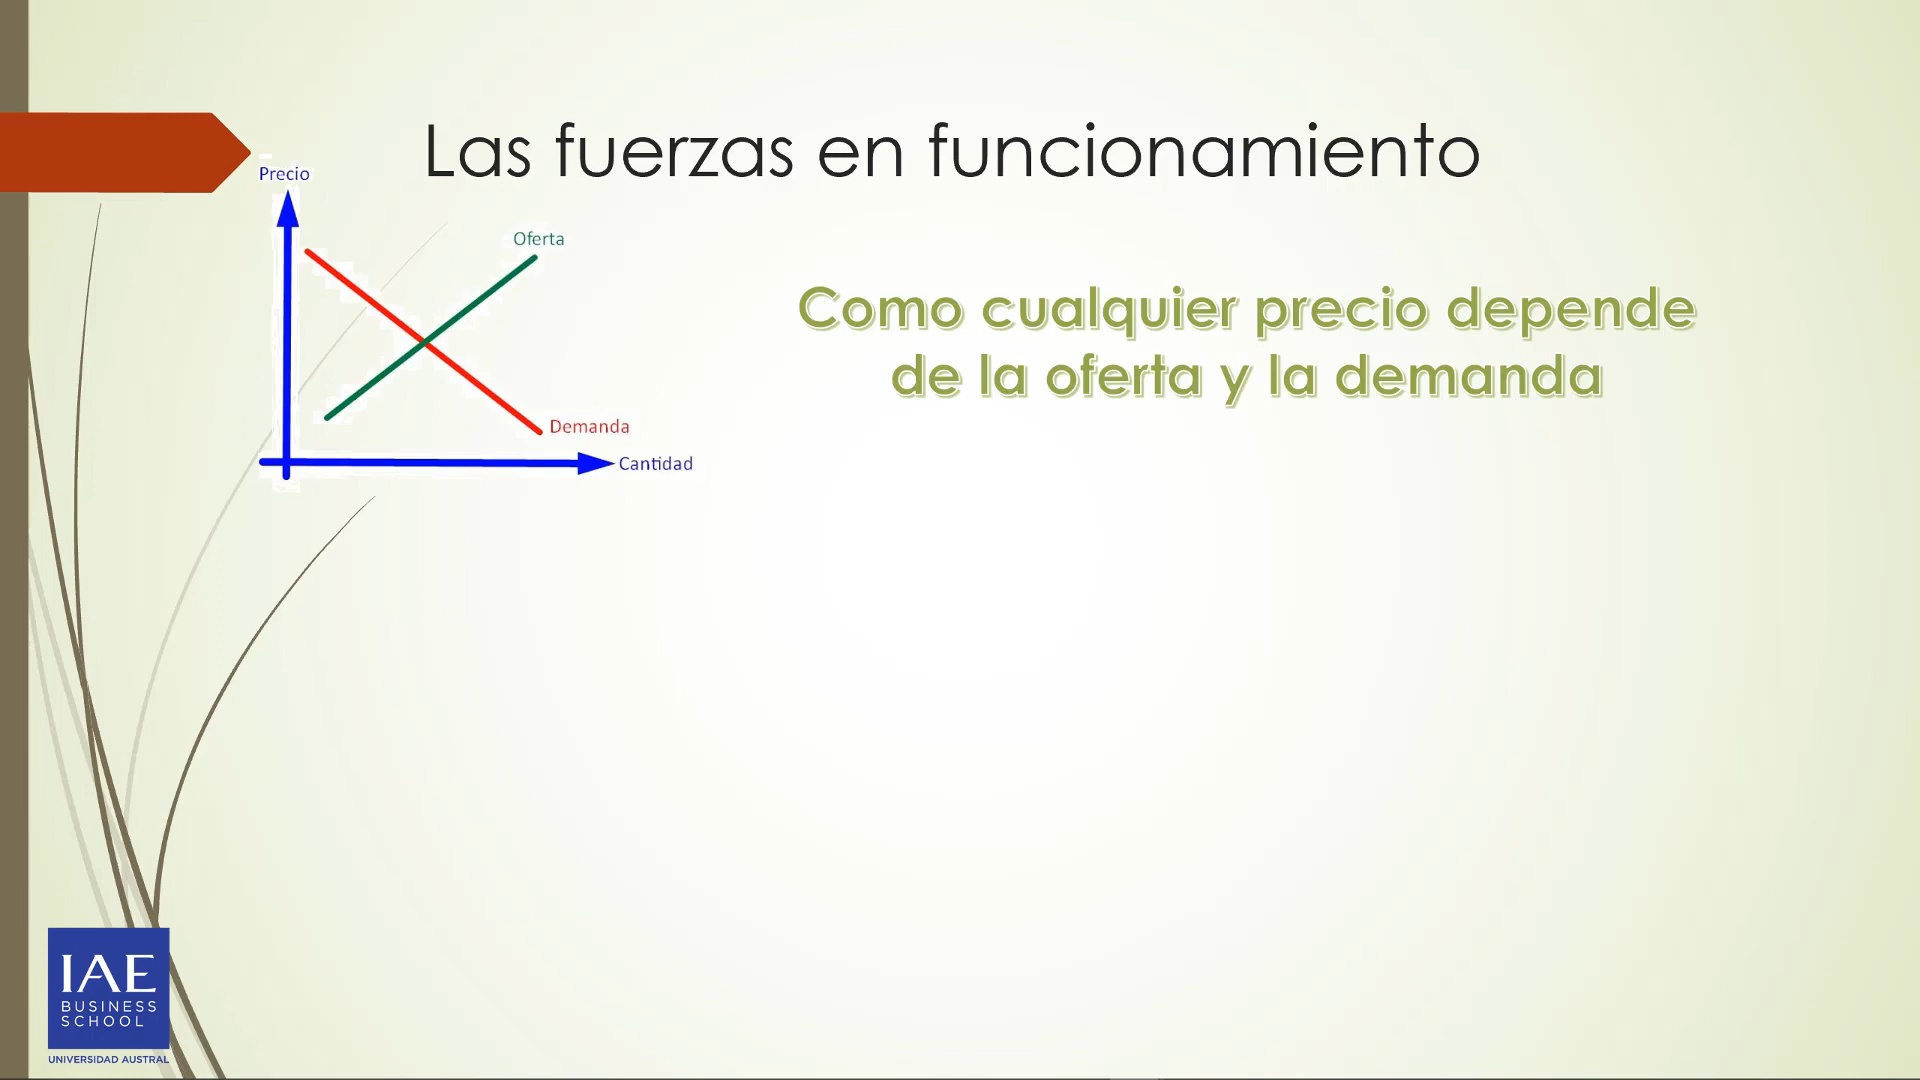 Las fuerzas en funcionamiento
Precio
Oferta
Demanda
Cantidad
Como cualquier precio depende
de la oferta y la demanda
IAE
BUSINESS
SCHOOL
UNIVERSIDAD AUSTRAL